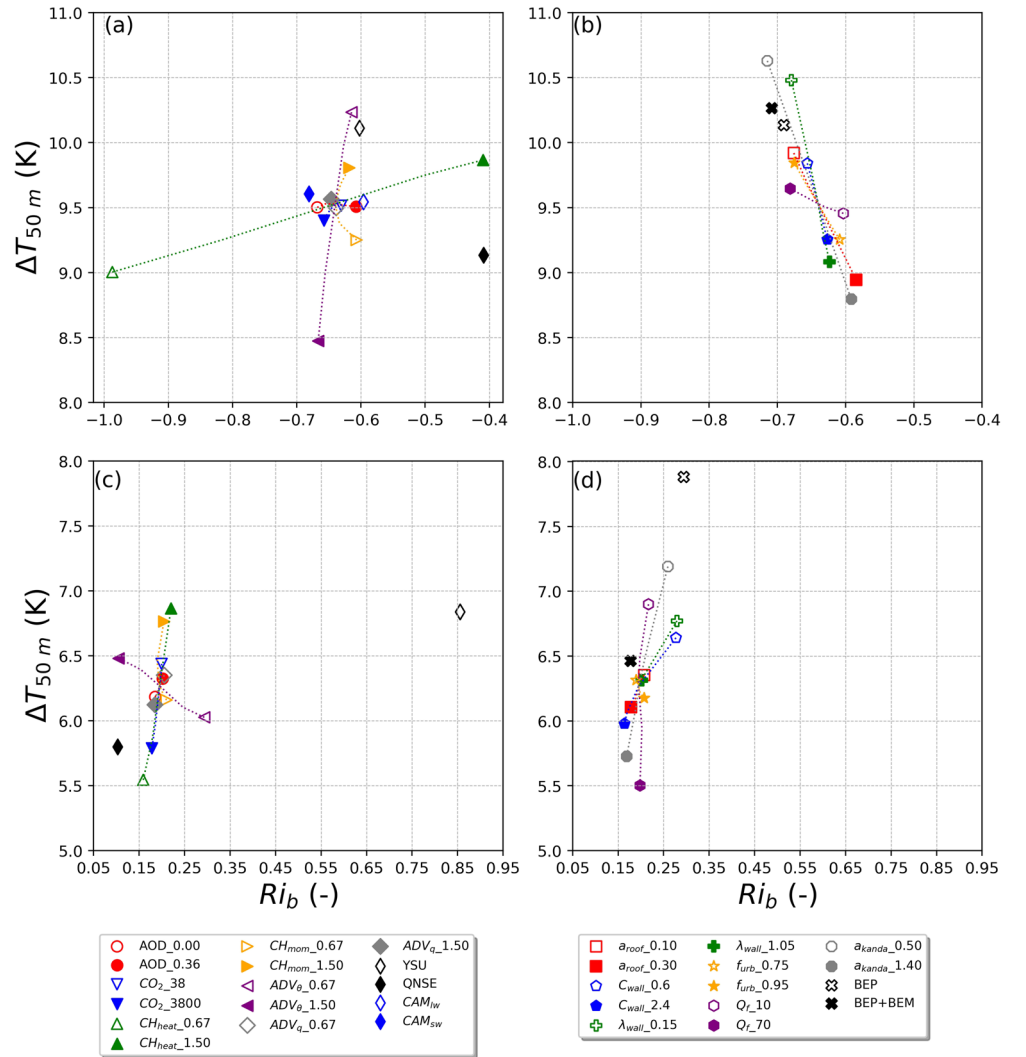 (a)
11.0
10.5
10.0
9.5
9.0
8.5
8.0
ΔT50 m (K)
−1.0 −0.9 −0.8 −0.7 −0.6 −0.5 −0.4
(b)
11.0
10.5
10.0
9.5
9.0
8.5
8.0
−1.0 −0.9 −0.8 −0.7 −0.6 −0.5 −0.4
(c)
8.0
7.5
7.0
6.5
6.0
5.5
5.0
ΔT50 m (K)
0.05 0.15 0.25 0.35 0.45 0.55 0.65 0.75 0.85 0.95
Rib (-)
(d)
8.0
7.5
7.0
6.5
6.0
5.5
5.0
0.05 0.15 0.25 0.35 0.45 0.55 0.65 0.75 0.85 0.95
Rib (-)
AOD_0.00
AOD_0.36
CO2_38
CO2_3800
CHheat_0.67
CHheat_1.50
CHmom_0.67
CHmom_1.50
ADVθ_0.67
ADVθ_1.50
ADVq_0.67
ADVq_1.50
YSU
QNSE
CAMlw
CAMsw
aroof_0.10
aroof_0.30
Cwall_0.6
Cwall_2.4
λwall_0.15
λwall_1.05
furb_0.75
furb_0.95
Qf_10
Qf_70
akanda_0.50
akanda_1.40
BEP
BEP+BEM